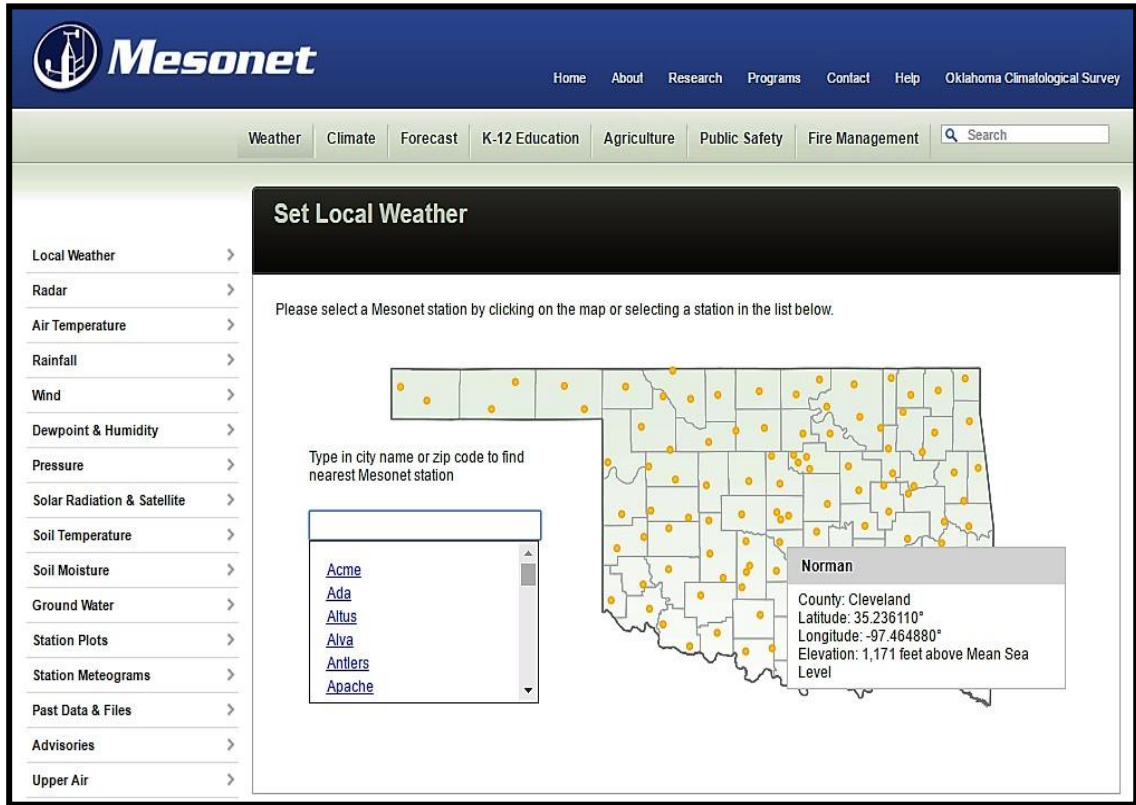 Mesonet
Home About Research Programs Contact Help Oklahoma Climatological Survey
Weather Climate Forecast K-12 Education Agriculture Public Safety Fire Management Search
Set Local Weather
Local Weather
Radar
Air Temperature
Rainfall
Wind
Dewpoint & Humidity
Pressure
Solar Radiation & Satellite
Soil Temperature
Soil Moisture
Ground Water
Station Plots
Station Meteograms
Past Data & Files
Advisories
Upper Air
Please select a Mesonet station by clicking on the map or selecting a station in the list below.
Type in city name or zip code to find
nearest Mesonet station
Acme
Ada
Altus
Alva
Antlers
Apache
Norman
County: Cleveland
Latitude: 35.236110°
Longitude: -97.464880°
Elevation: 1,171 feet above Mean Sea
Level